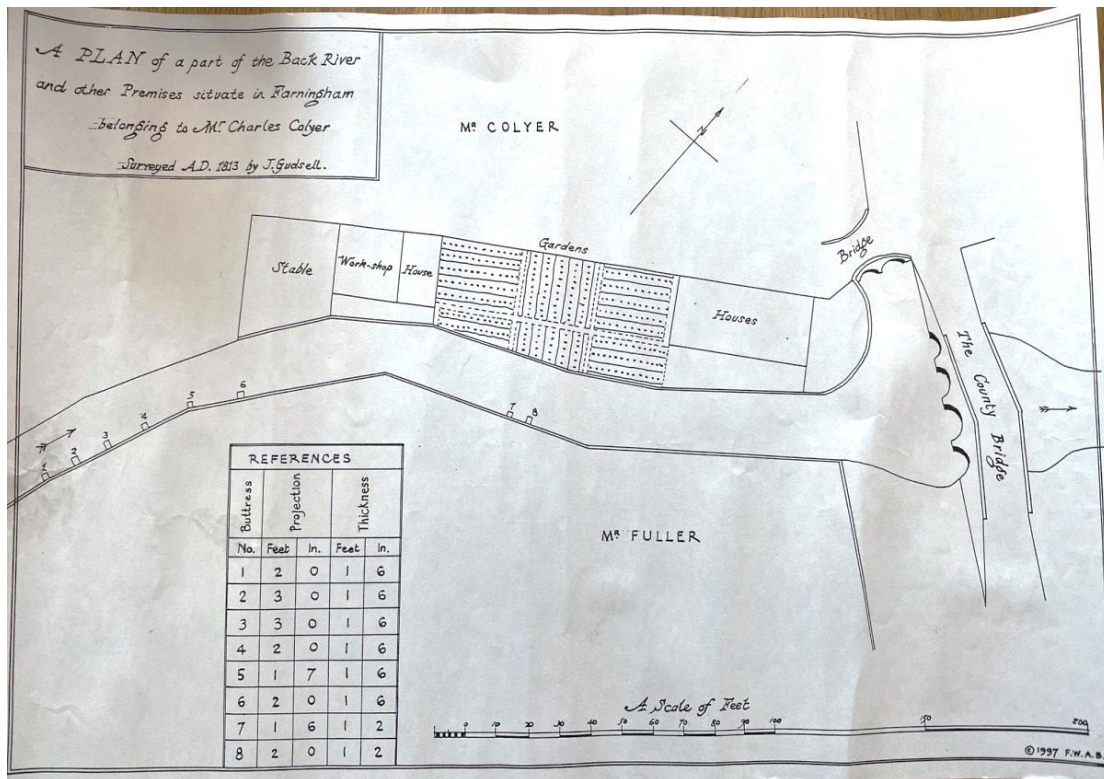 A PLAN of a part of the Back River
and other Premises situate in Farningham
belonging to Mr Charles Colyer
Surveyed A.D. 1813 by J. Gudsell.
MR COLYER
N
Bridge
Gardens
Stable
Work-shop
House
Houses
The County Bridge
1 2 3 4 5 6 7 8
MR FULLER
REFERENCES
Buttress Projection Thickness
No. Feet In. Feet In.
1 2 0 1 6
2 3 0 1 6
3 3 0 1 6
4 2 0 1 6
5 1 7 1 6
6 2 0 1 6
7 1 6 1 2
8 2 0 1 2
A Scale of Feet
0 10 20 30 40 50 60 70 80 90 100 50 200
© 1997 F.W.A.B.